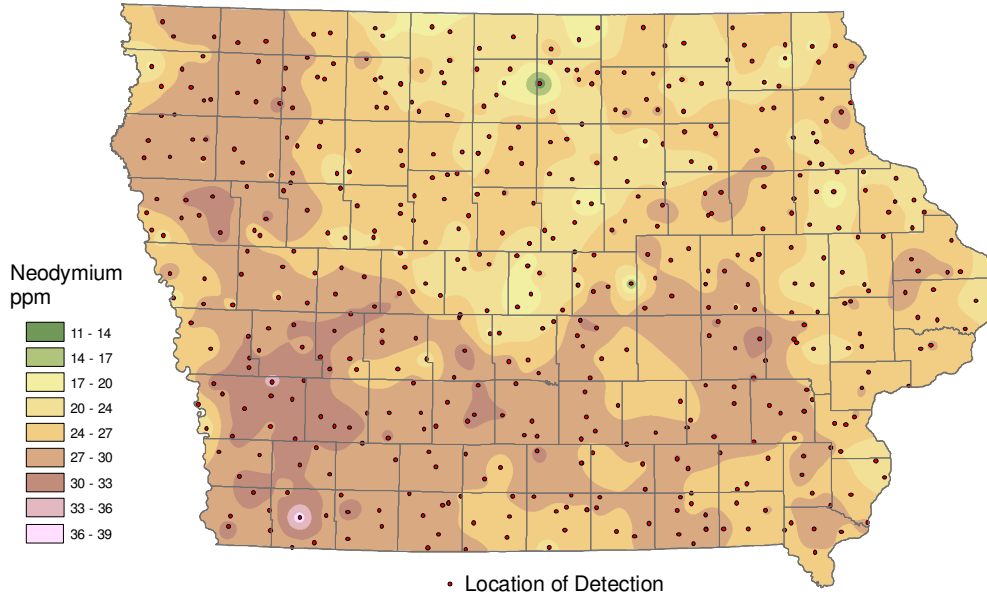 Neodymium
ppm
11 - 14
14 - 17
17 - 20
20 - 24
24 - 27
27 - 30
30 - 33
33 - 36
36 - 39
Location of Detection